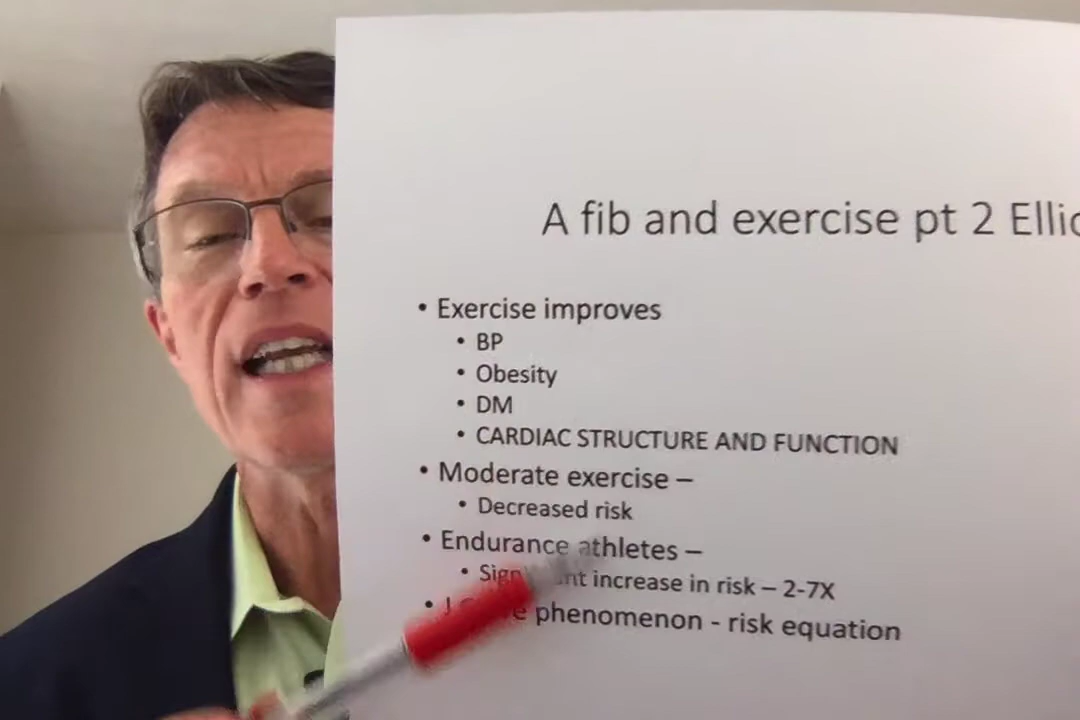 A fib and exercise pt 2
• Exercise improves
• BP
• Obesity
• DM
• CARDIAC STRUCTURE AND FUNCTION
• Moderate exercise –
• Decreased risk
• Endurance athletes –
• increase in risk – 2-7X
• phenomenon - risk equation